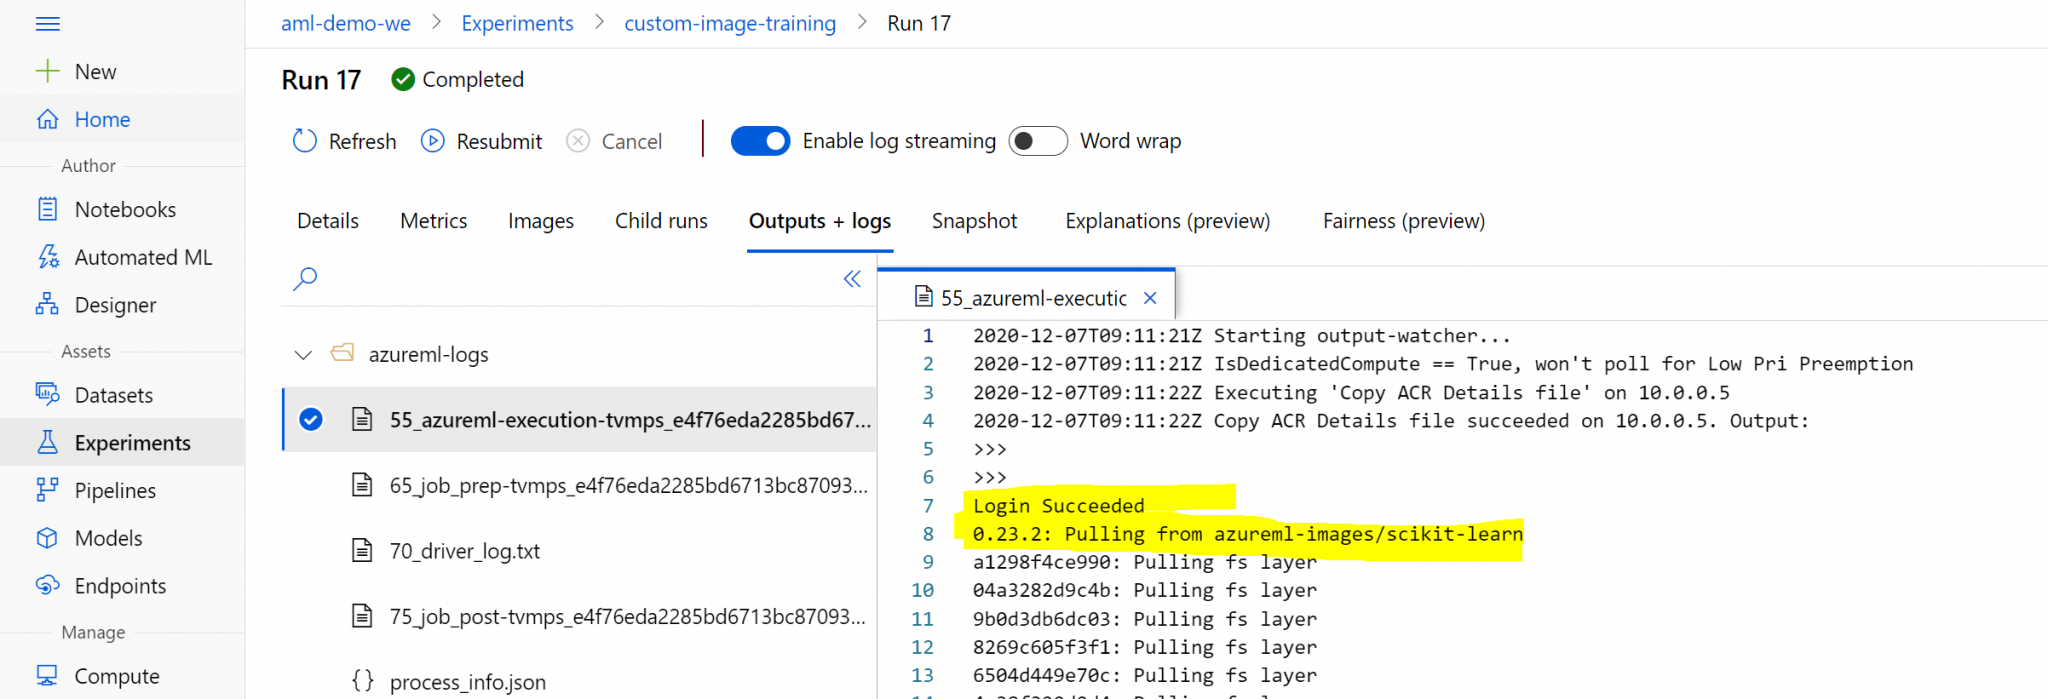 aml-demo-we > Experiments > custom-image-training > Run 17
New
Home
Author
Notebooks
Automated ML
Designer
Assets
Datasets
Experiments
Pipelines
Models
Endpoints
Manage
Compute
Run 17 Completed
Refresh Resubmit Cancel Enable log streaming Word wrap
Details Metrics Images Child runs Outputs + logs Snapshot Explanations (preview) Fairness (preview)
azureml-logs
55_azureml-execution-tvmps_e4f76eda2285bd67...
65_job_prep-tvmps_e4f76eda2285bd6713bc87093...
70_driver_log.txt
75_job_post-tvmps_e4f76eda2285bd6713bc87093...
{} process_info.json
55_azureml-executic
1 2020-12-07T09:11:21Z Starting output-watcher...
2 2020-12-07T09:11:21Z IsDedicatedCompute == True, won't poll for Low Pri Preemption
3 2020-12-07T09:11:22Z Executing 'Copy ACR Details file' on 10.0.0.5
4 2020-12-07T09:11:22Z Copy ACR Details file succeeded on 10.0.0.5. Output:
5 >>>
6 >>>
7 Login Succeeded
8 0.23.2: Pulling from azureml-images/scikit-learn
9 a1298f4ce990: Pulling fs layer
10 04a3282d9c4b: Pulling fs layer
11 9b0d3db6dc03: Pulling fs layer
12 8269c605f3f1: Pulling fs layer
13 6504d449e70c: Pulling fs layer